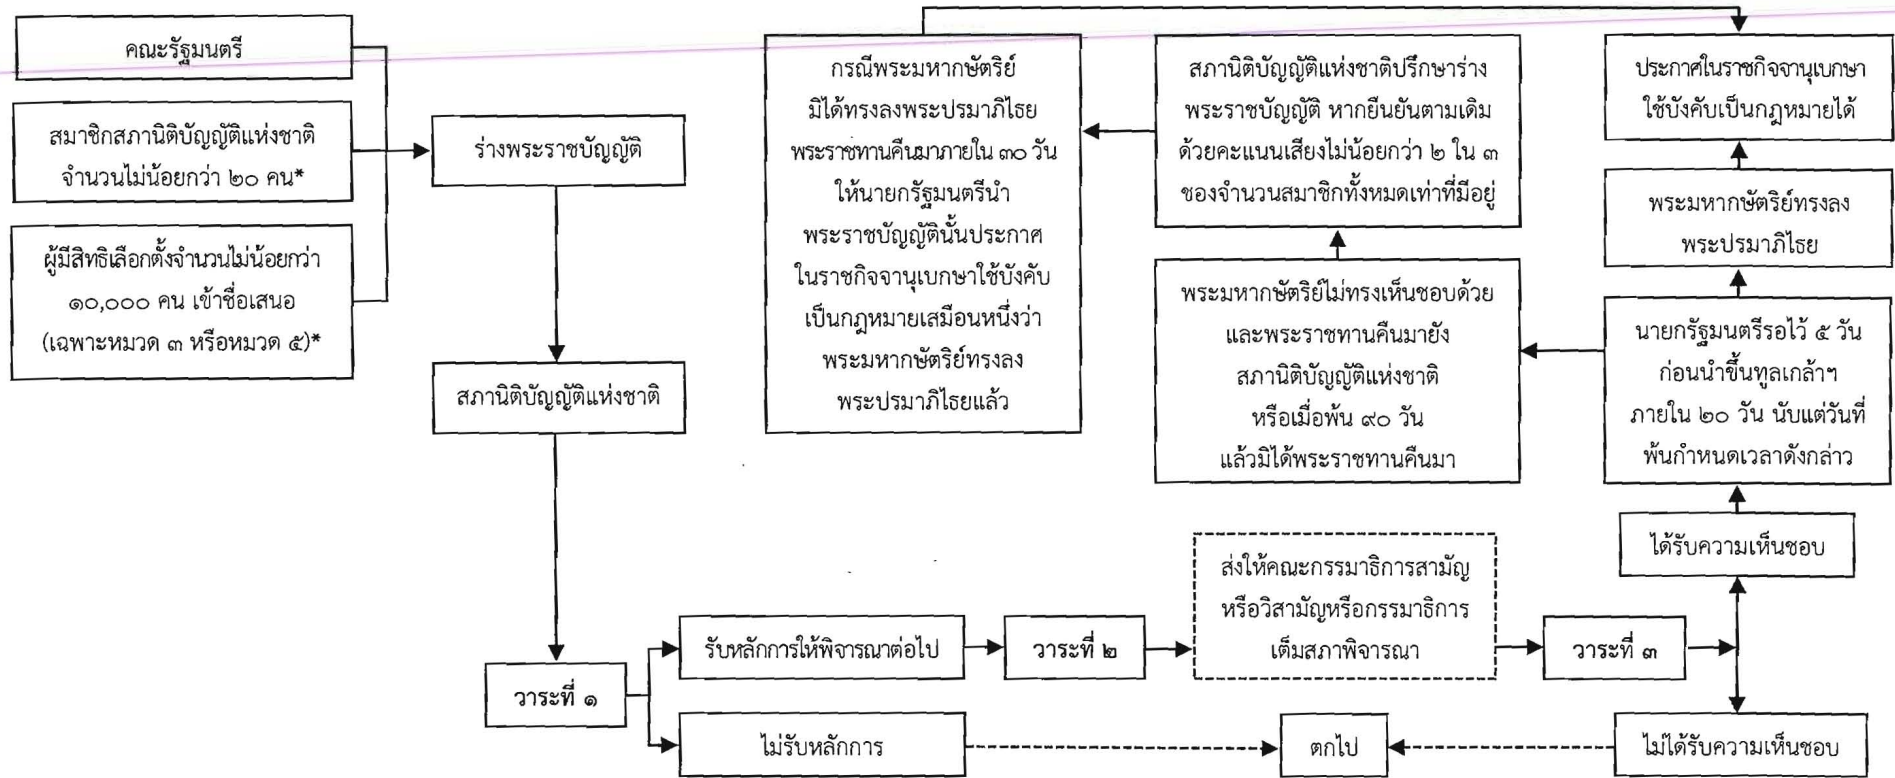 คณะรัฐมนตรี
สมาชิกสภานิติบัญญัติแห่งชาติ
จำนวนไม่น้อยกว่า ๒๐ คน*
ผู้มีสิทธิเลือกตั้งจำนวนไม่น้อยกว่า
๑๐,๐๐๐ คน เข้าชื่อเสนอ
(เฉพาะหมวด ๓ หรือหมวด ๕)*
ร่างพระราชบัญญัติ
สภานิติบัญญัติแห่งชาติ
วาระที่ ๑
รับหลักการให้พิจารณาต่อไป
ไม่รับหลักการ
วาระที่ ๒
ส่งให้คณะกรรมาธิการสามัญ
หรือวิสามัญหรือกรรมาธิการ
เต็มสภาพิจารณา
วาระที่ ๓
ตกไป
ไม่ได้รับความเห็นชอบ
ได้รับความเห็นชอบ
นายกรัฐมนตรีรอไว้ ๕ วัน
ก่อนนำขึ้นทูลเกล้าฯ
ภายใน ๒๐ วัน นับแต่วันที่
พ้นกำหนดเวลาดังกล่าว
พระมหากษัตริย์ทรงลง
พระปรมาภิไธย
ประกาศในราชกิจจานุเบกษา
ใช้บังคับเป็นกฎหมายได้
พระมหากษัตริย์ไม่ทรงเห็นชอบด้วย
และพระราชทานคืนมายัง
สภานิติบัญญัติแห่งชาติ
หรือเมื่อพ้น ๙๐ วัน
แล้วมิได้พระราชทานคืนมา
สภานิติบัญญัติแห่งชาติปรึกษาร่าง
พระราชบัญญัติ หากยืนยันตามเดิม
ด้วยคะแนนเสียงไม่น้อยกว่า ๒ ใน ๓
ของจำนวนสมาชิกทั้งหมดเท่าที่มีอยู่
กรณีพระมหากษัตริย์
มิได้ทรงลงพระปรมาภิไธย
พระราชทานคืนมาภายใน ๓๐ วัน
ให้นายกรัฐมนตรีนำ
พระราชบัญญัตินั้นประกาศ
ในราชกิจจานุเบกษาใช้บังคับ
เป็นกฎหมายเสมือนหนึ่งว่า
พระมหากษัตริย์ทรงลง
พระปรมาภิไธยแล้ว